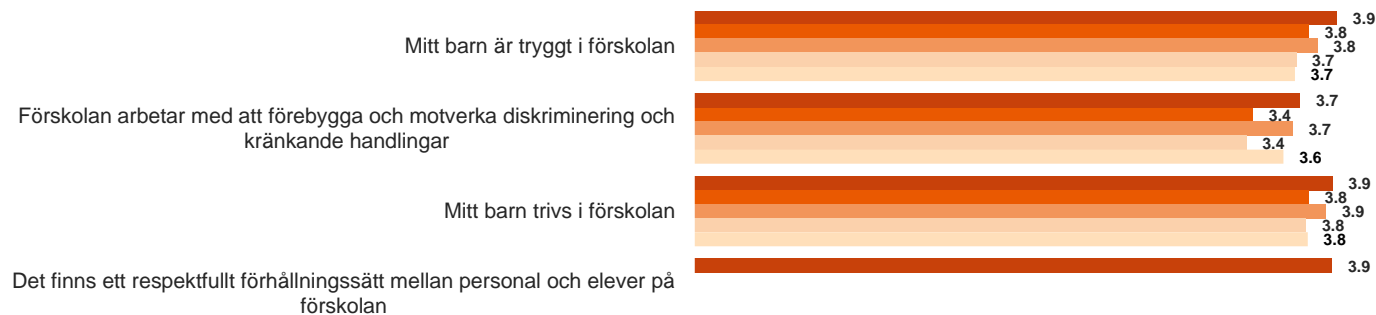 3.9
3.8
Mitt barn är tryggt i förskolan
3.8
3.7
3.7
3.7
Förskolan arbetar med att förebygga och motverka diskriminering och
kränkande handlingar
3.4
3.7
3.4
3.6
3.9
3.8
Mitt barn trivs i förskolan
3.9
3.8
3.8
3.9
Det finns ett respektfullt förhållningssätt mellan personal och elever på
förskolan